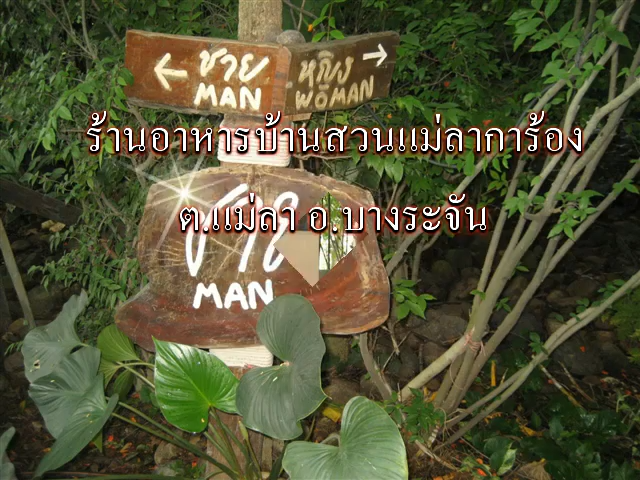 ชาย หญิง
MAN WOMAN
ร้านอาหารบ้านสวนแม่ลาการ้อง
ต.แม่ลา อ.บางระจัน
ชาย
MAN